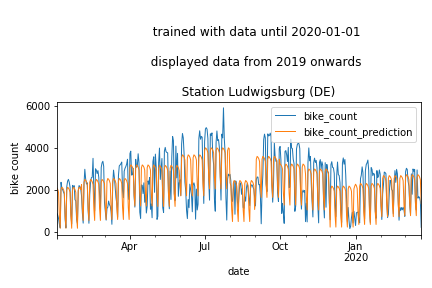 trained with data until 2020-01-01
displayed data from 2019 onwards
Station Ludwigsburg (DE)
6000
4000
2000
0
bike count
bike_count
bike_count_prediction
Apr
Jul
Oct
Jan
2020
date